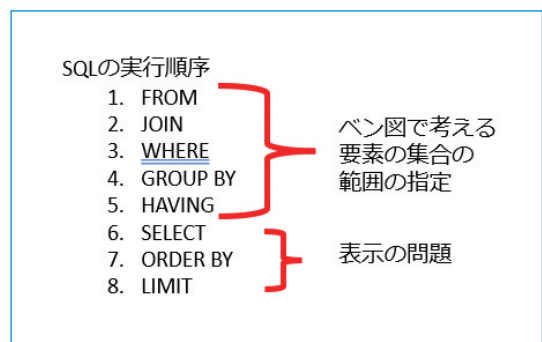 SQLの実行順序
1. FROM
2. JOIN
3. WHERE
4. GROUP BY
5. HAVING
6. SELECT
7. ORDER BY
8. LIMIT
ベン図で考える
要素の集合の
範囲の指定
表示の問題